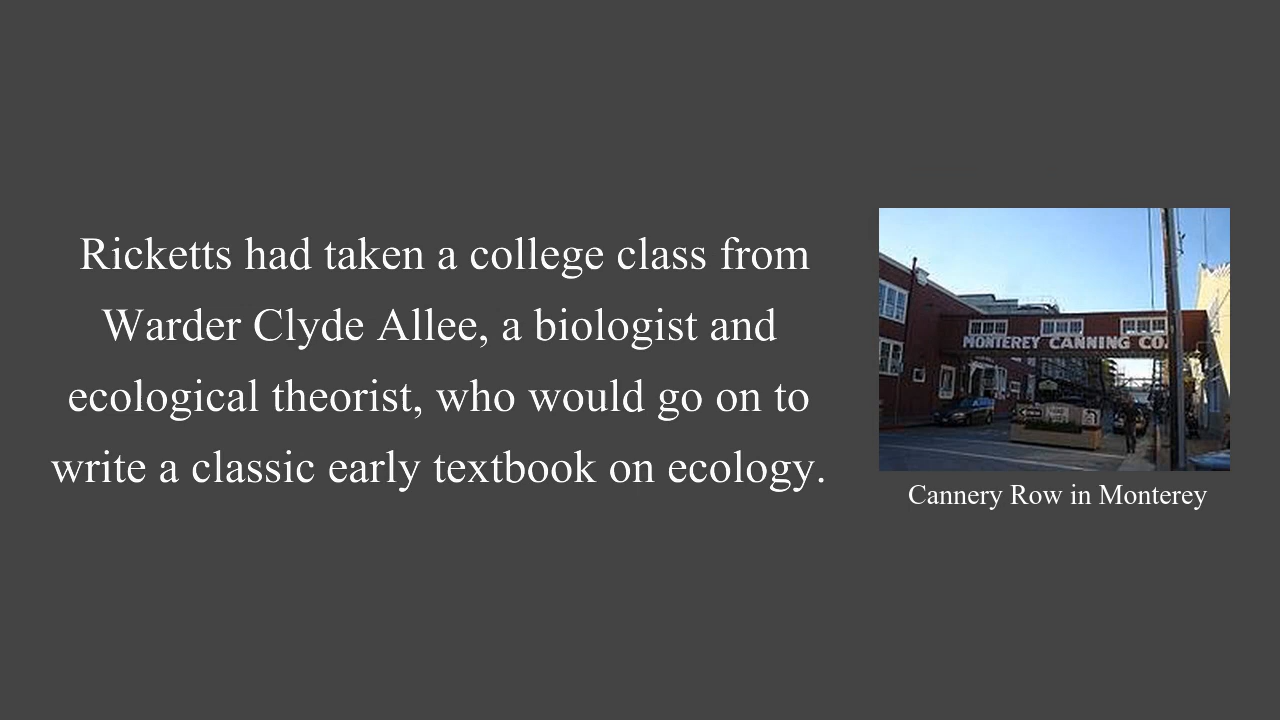 Ricketts had taken a college class from
Warder Clyde Allee, a biologist and
ecological theorist, who would go on to
write a classic early textbook on ecology.
MONTEREY CANNING CO.
Cannery Row in Monterey